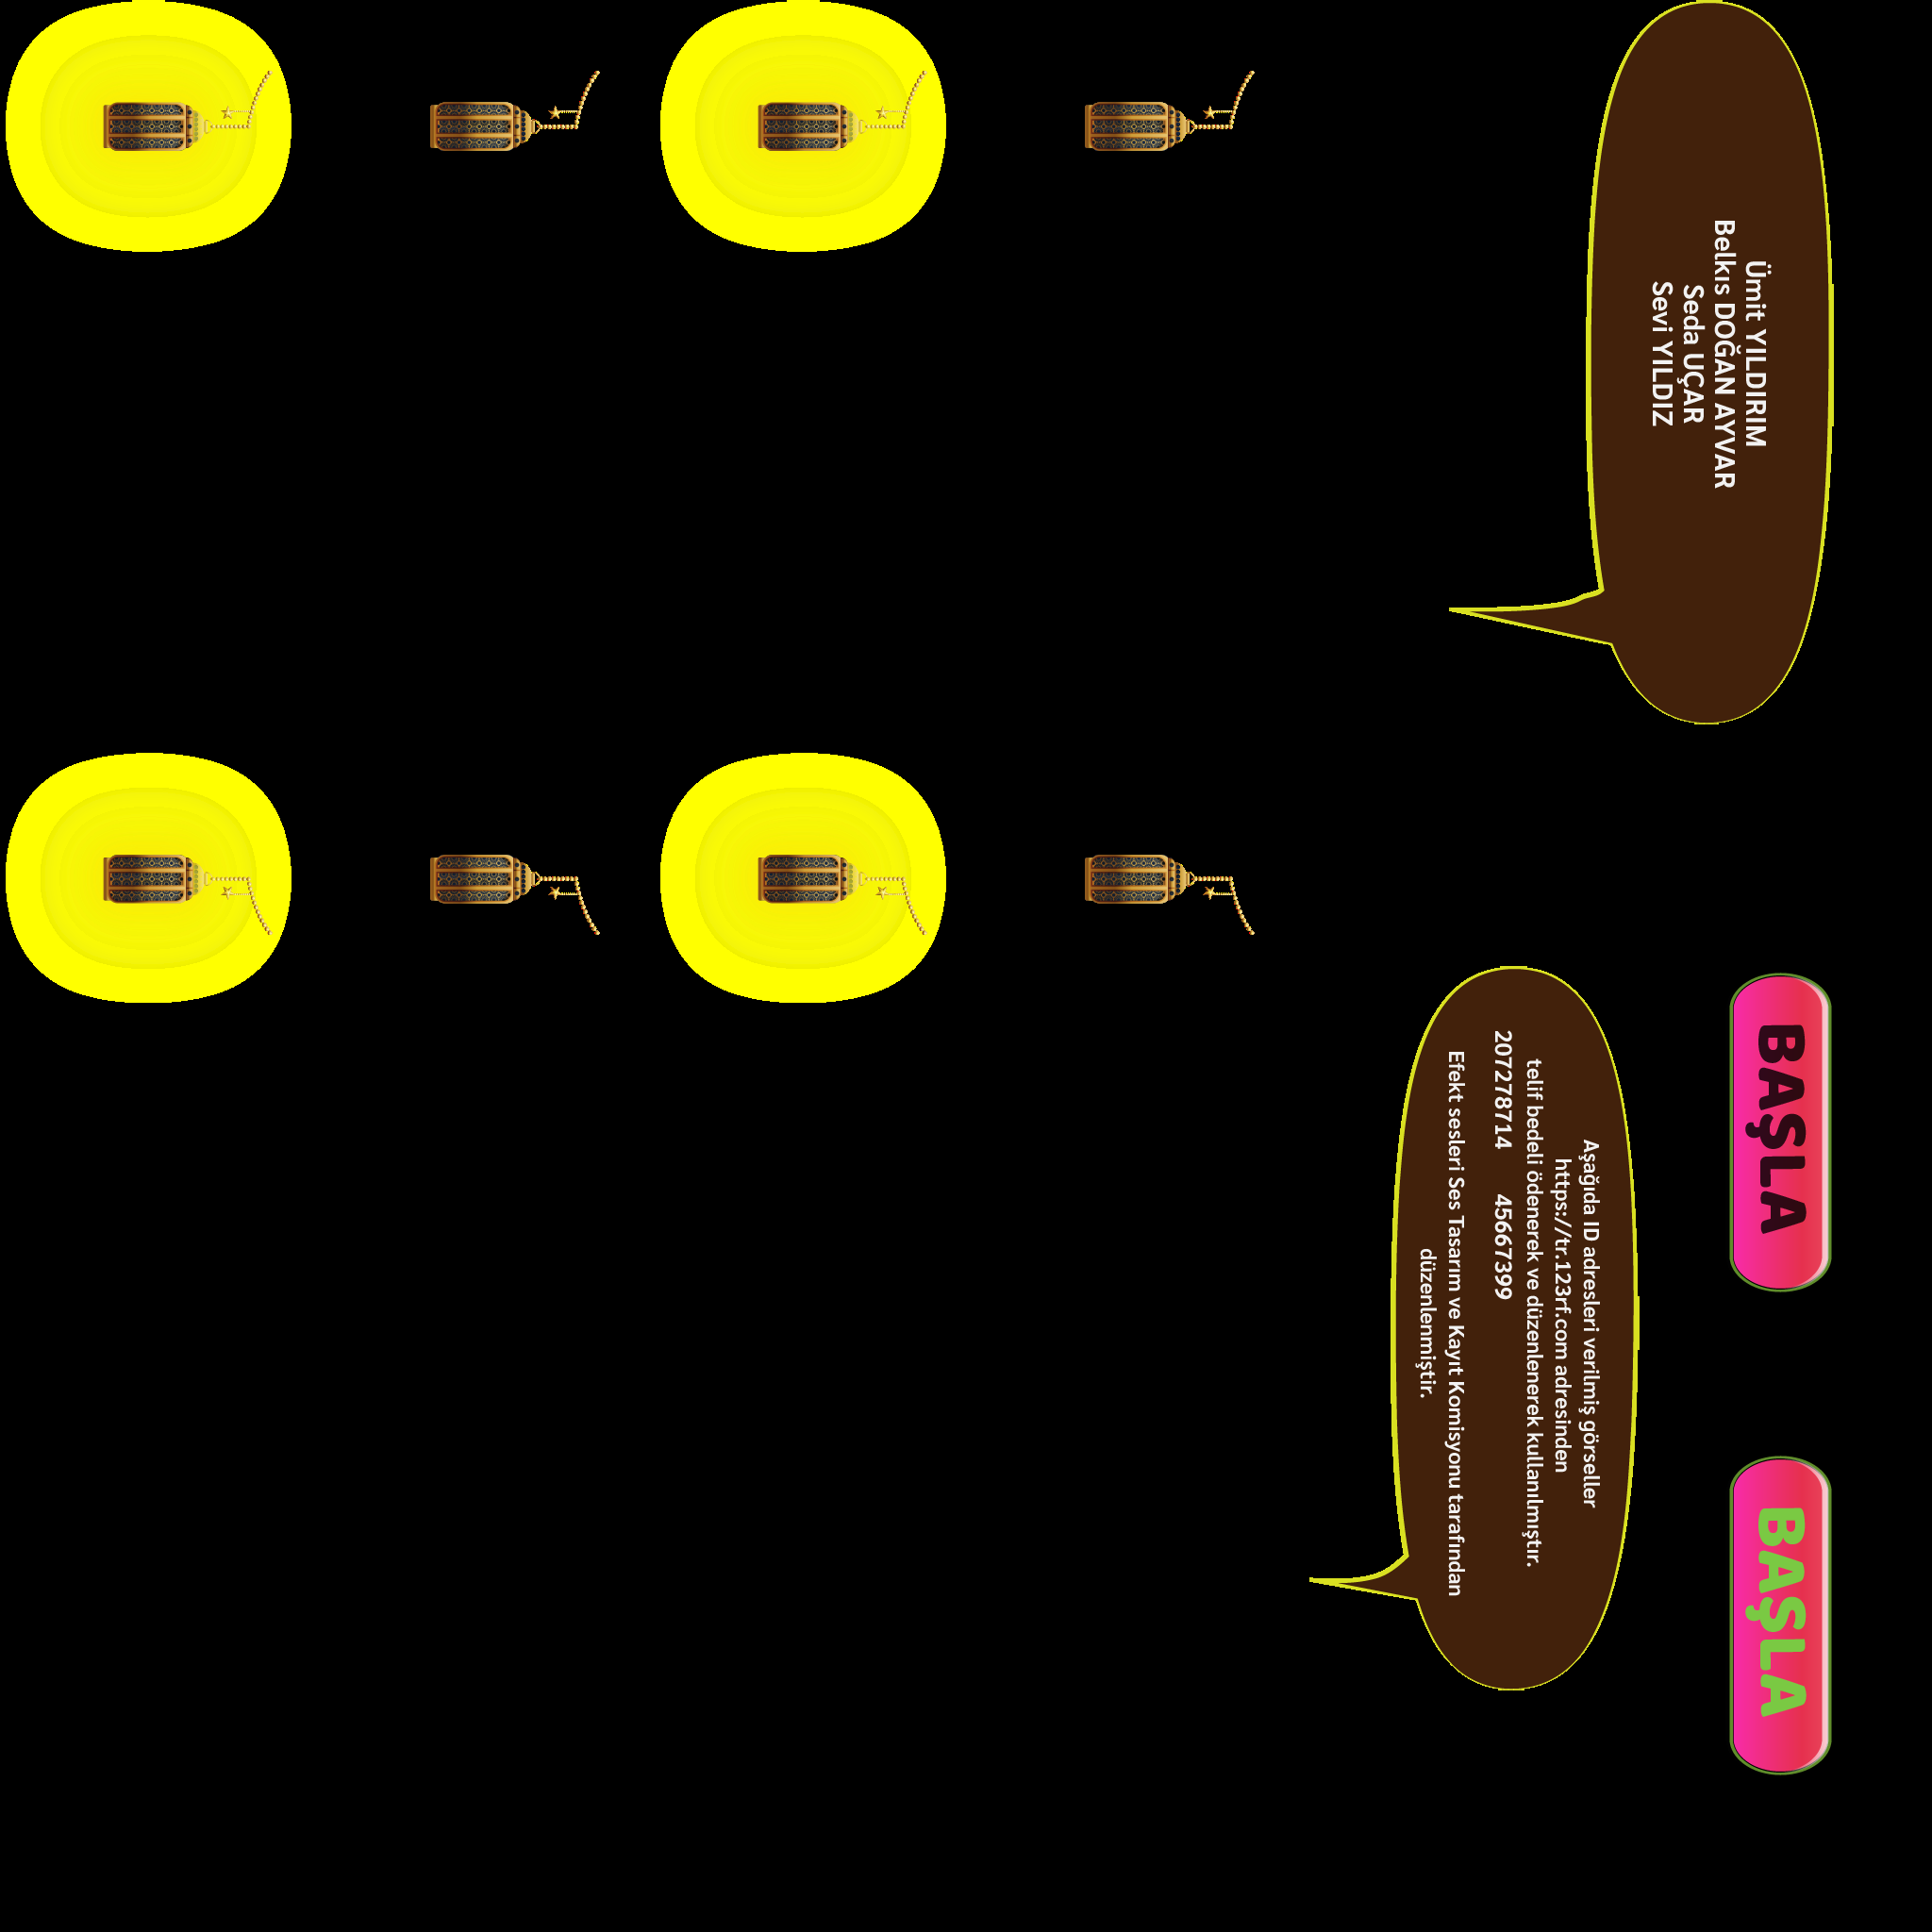 Ümit YILDIRIM
Belkıs DOĞAN AYVAR
Seda UÇAR
Sevi YILDIZ
Aşağıda ID adresleri verilmiş görseller
https://tr.123rf.com adresinden
telif bedeli ödenerek ve düzenlenerek kullanılmıştır.
207278714 45667399
Efekt sesleri Ses Tasarım ve Kayıt Komisyonu tarafından
düzenlenmiştir.
BAŞLA
BAŞLA